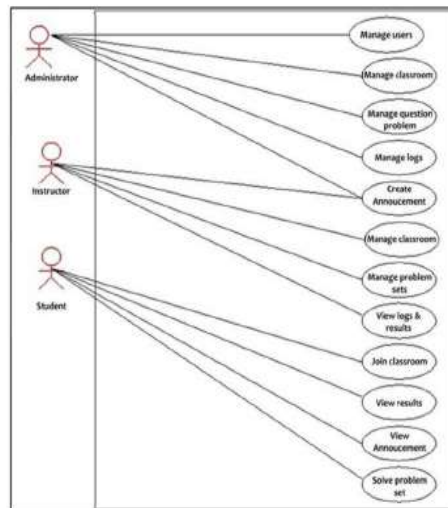 Manage users
Administrator
Manage classroom
Manage question
problem
Manage logs
Instructor
Create
Annoucement
Manage classroom
Manage problem
sets
Student
View logs &
results
Join classroom
View results
View
Annoucement
Solve problem
set